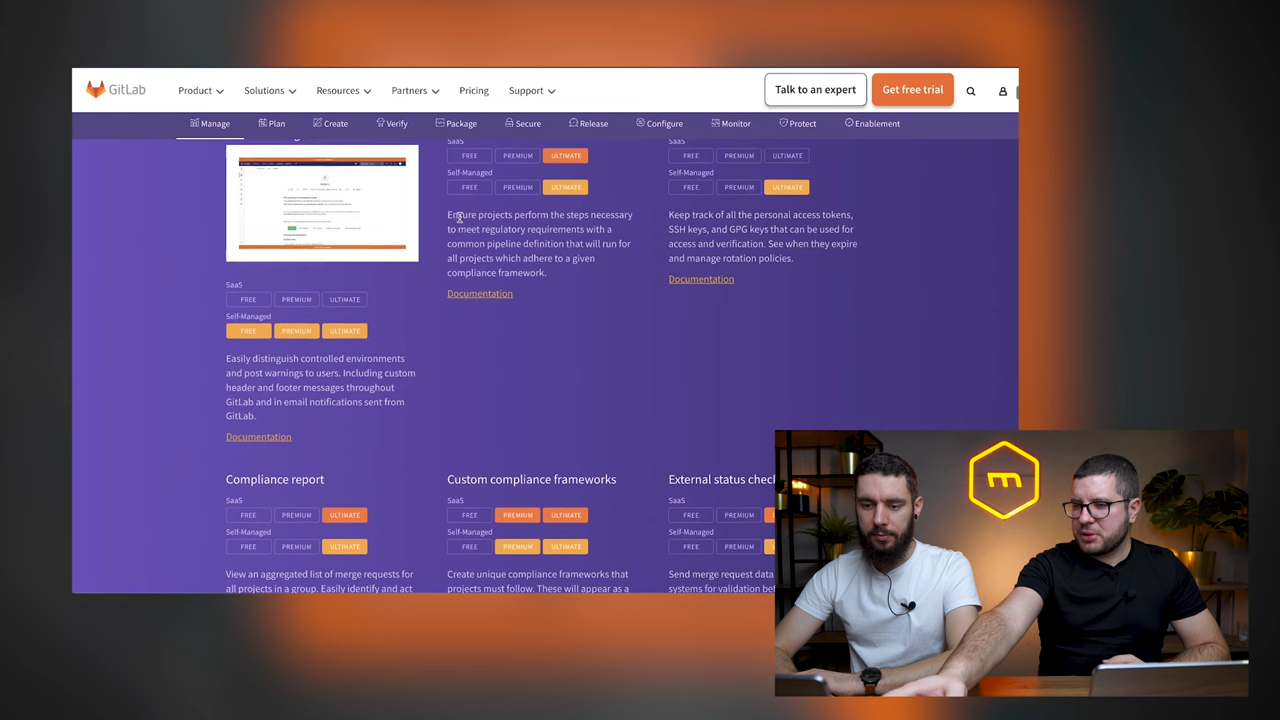 GitLab
Product
Solutions
Resources
Partners
Pricing
Support
Talk to an expert
Get free trial
Manage
Plan
Create
Verify
Package
Secure
Release
Configure
Monitor
Protect
Enablement
SaaS
FREE PREMIUM ULTIMATE
Self-Managed
FREE PREMIUM ULTIMATE
Easily distinguish controlled environments
and post warnings to users. Including custom
header and footer messages throughout
GitLab and in email notifications sent from
GitLab.
Documentation
SaaS
FREE PREMIUM ULTIMATE
Self-Managed
FREE PREMIUM ULTIMATE
Ensure projects perform the steps necessary
to meet regulatory requirements with a
common pipeline definition that will run for
all projects which adhere to a given
compliance framework.
Documentation
SaaS
FREE PREMIUM ULTIMATE
Self-Managed
FREE PREMIUM ULTIMATE
Keep track of all the personal access tokens,
SSH keys, and GPG keys that can be used for
access and verification. See when they expire
and manage rotation policies.
Documentation
Compliance report
SaaS
FREE PREMIUM ULTIMATE
Self-Managed
FREE PREMIUM ULTIMATE
View an aggregated list of merge requests for
all projects in a group. Easily identify and act
Custom compliance frameworks
SaaS
FREE PREMIUM ULTIMATE
Self-Managed
FREE PREMIUM ULTIMATE
Create unique compliance frameworks that
projects must follow. These will appear as a
External status chec
SaaS
FREE PREMIUM
Self-Managed
FREE PREMIUM
Send merge request data
systems for validation bef
m